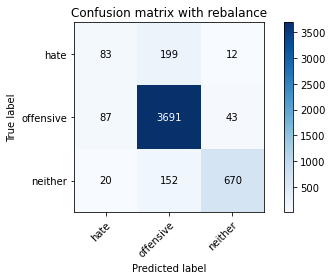 Confusion matrix with rebalance
True label
hate 83 199 12
offensive 87 3691 43
neither 20 152 670
hate offensive neither
Predicted label
3500
3000
2500
2000
1500
1000
500